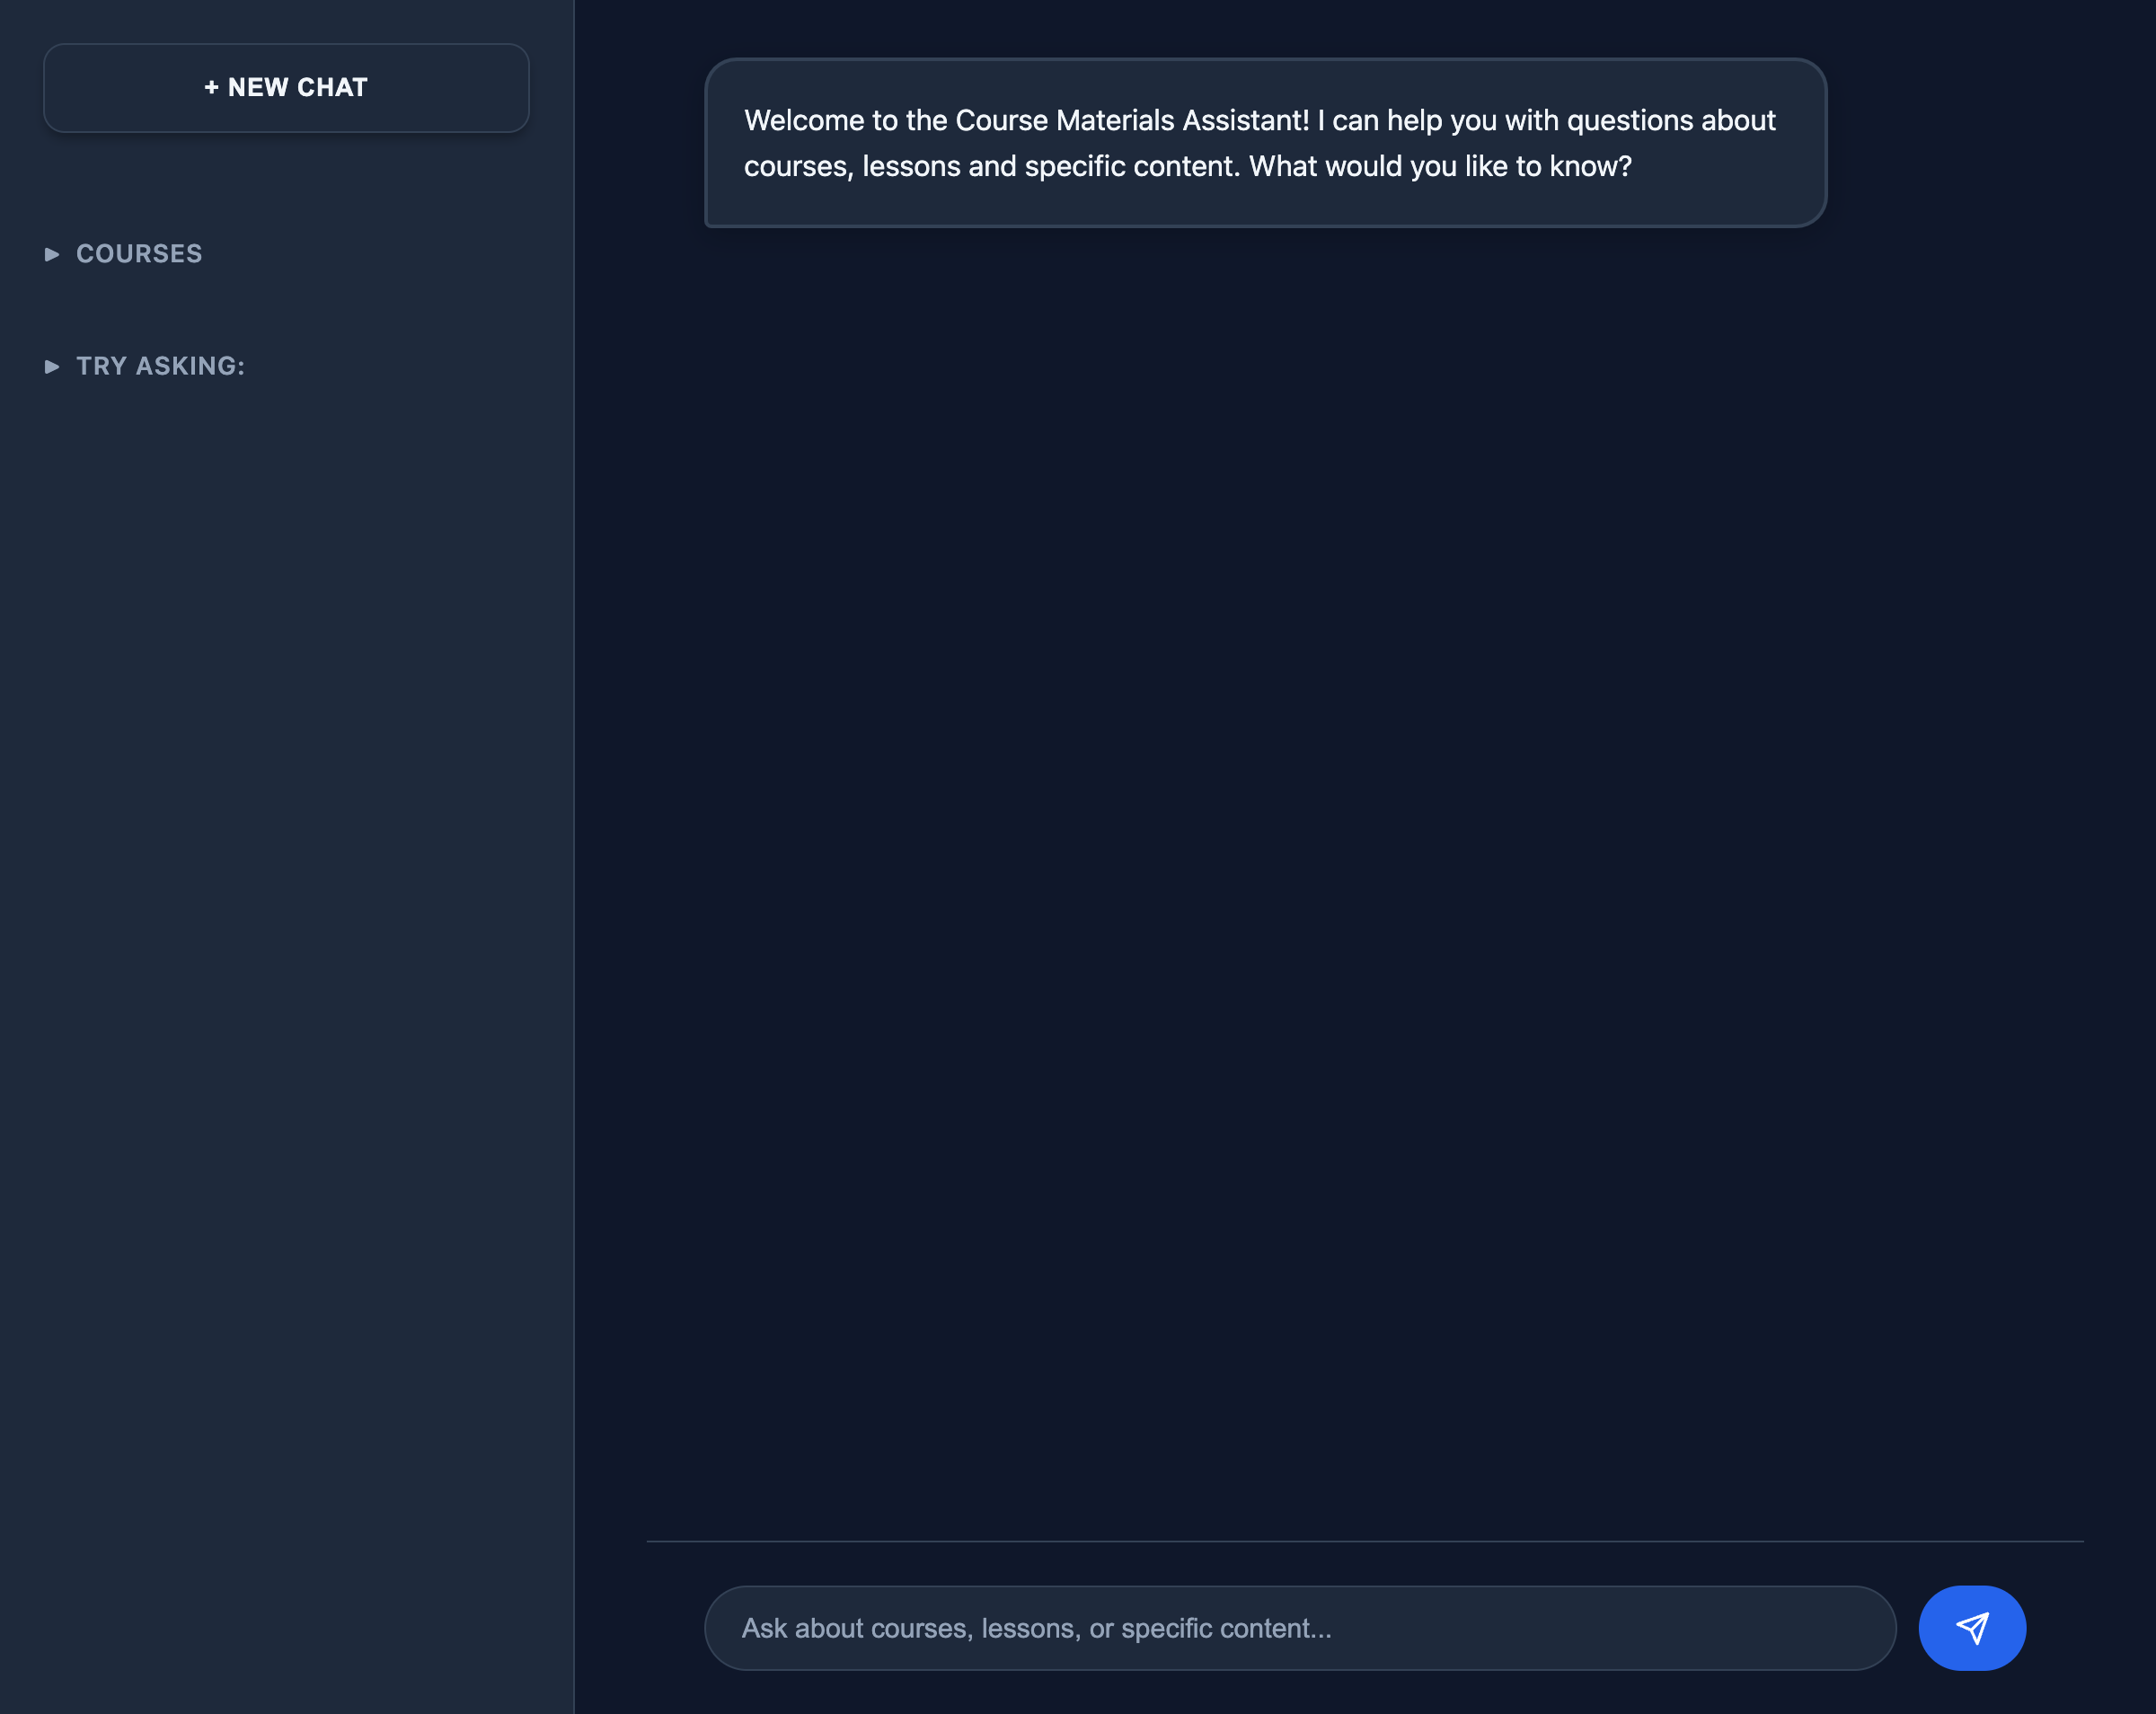 + NEW CHAT
▶ COURSES
▶ TRY ASKING:
Welcome to the Course Materials Assistant! I can help you with questions about
courses, lessons and specific content. What would you like to know?
Ask about courses, lessons, or specific content...